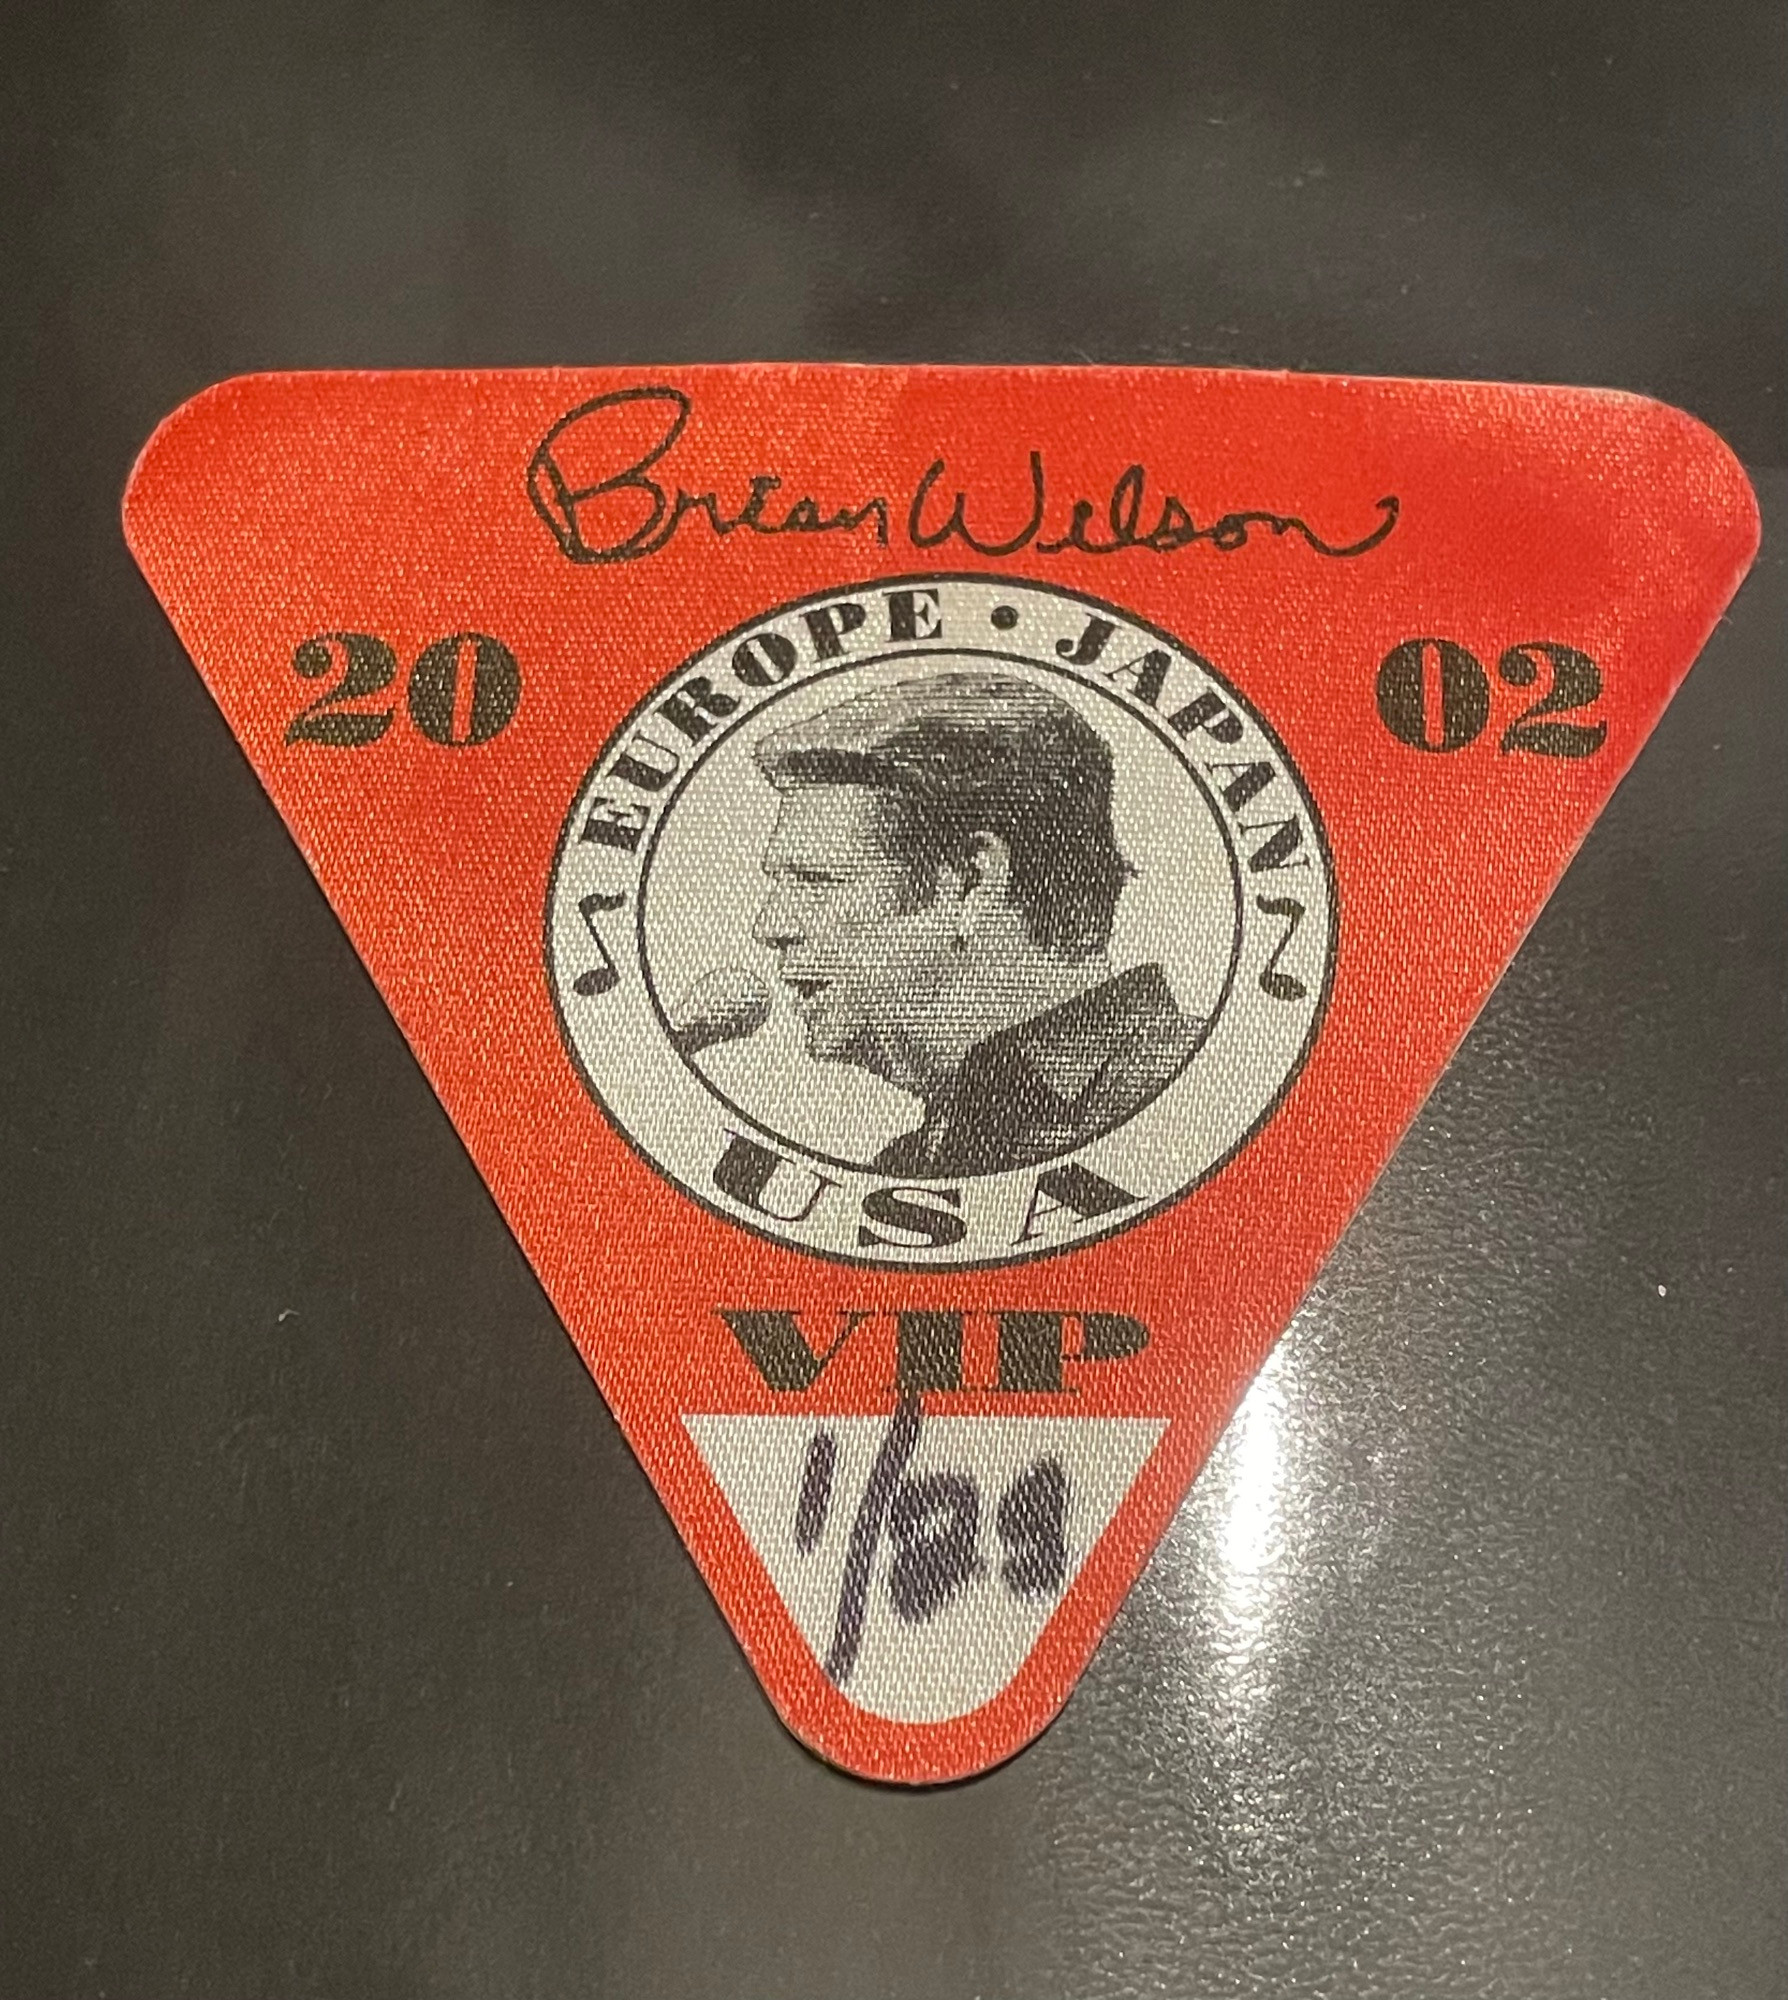 Brian Wilson
20 02
EUROPE • JAPAN
USA
VIP